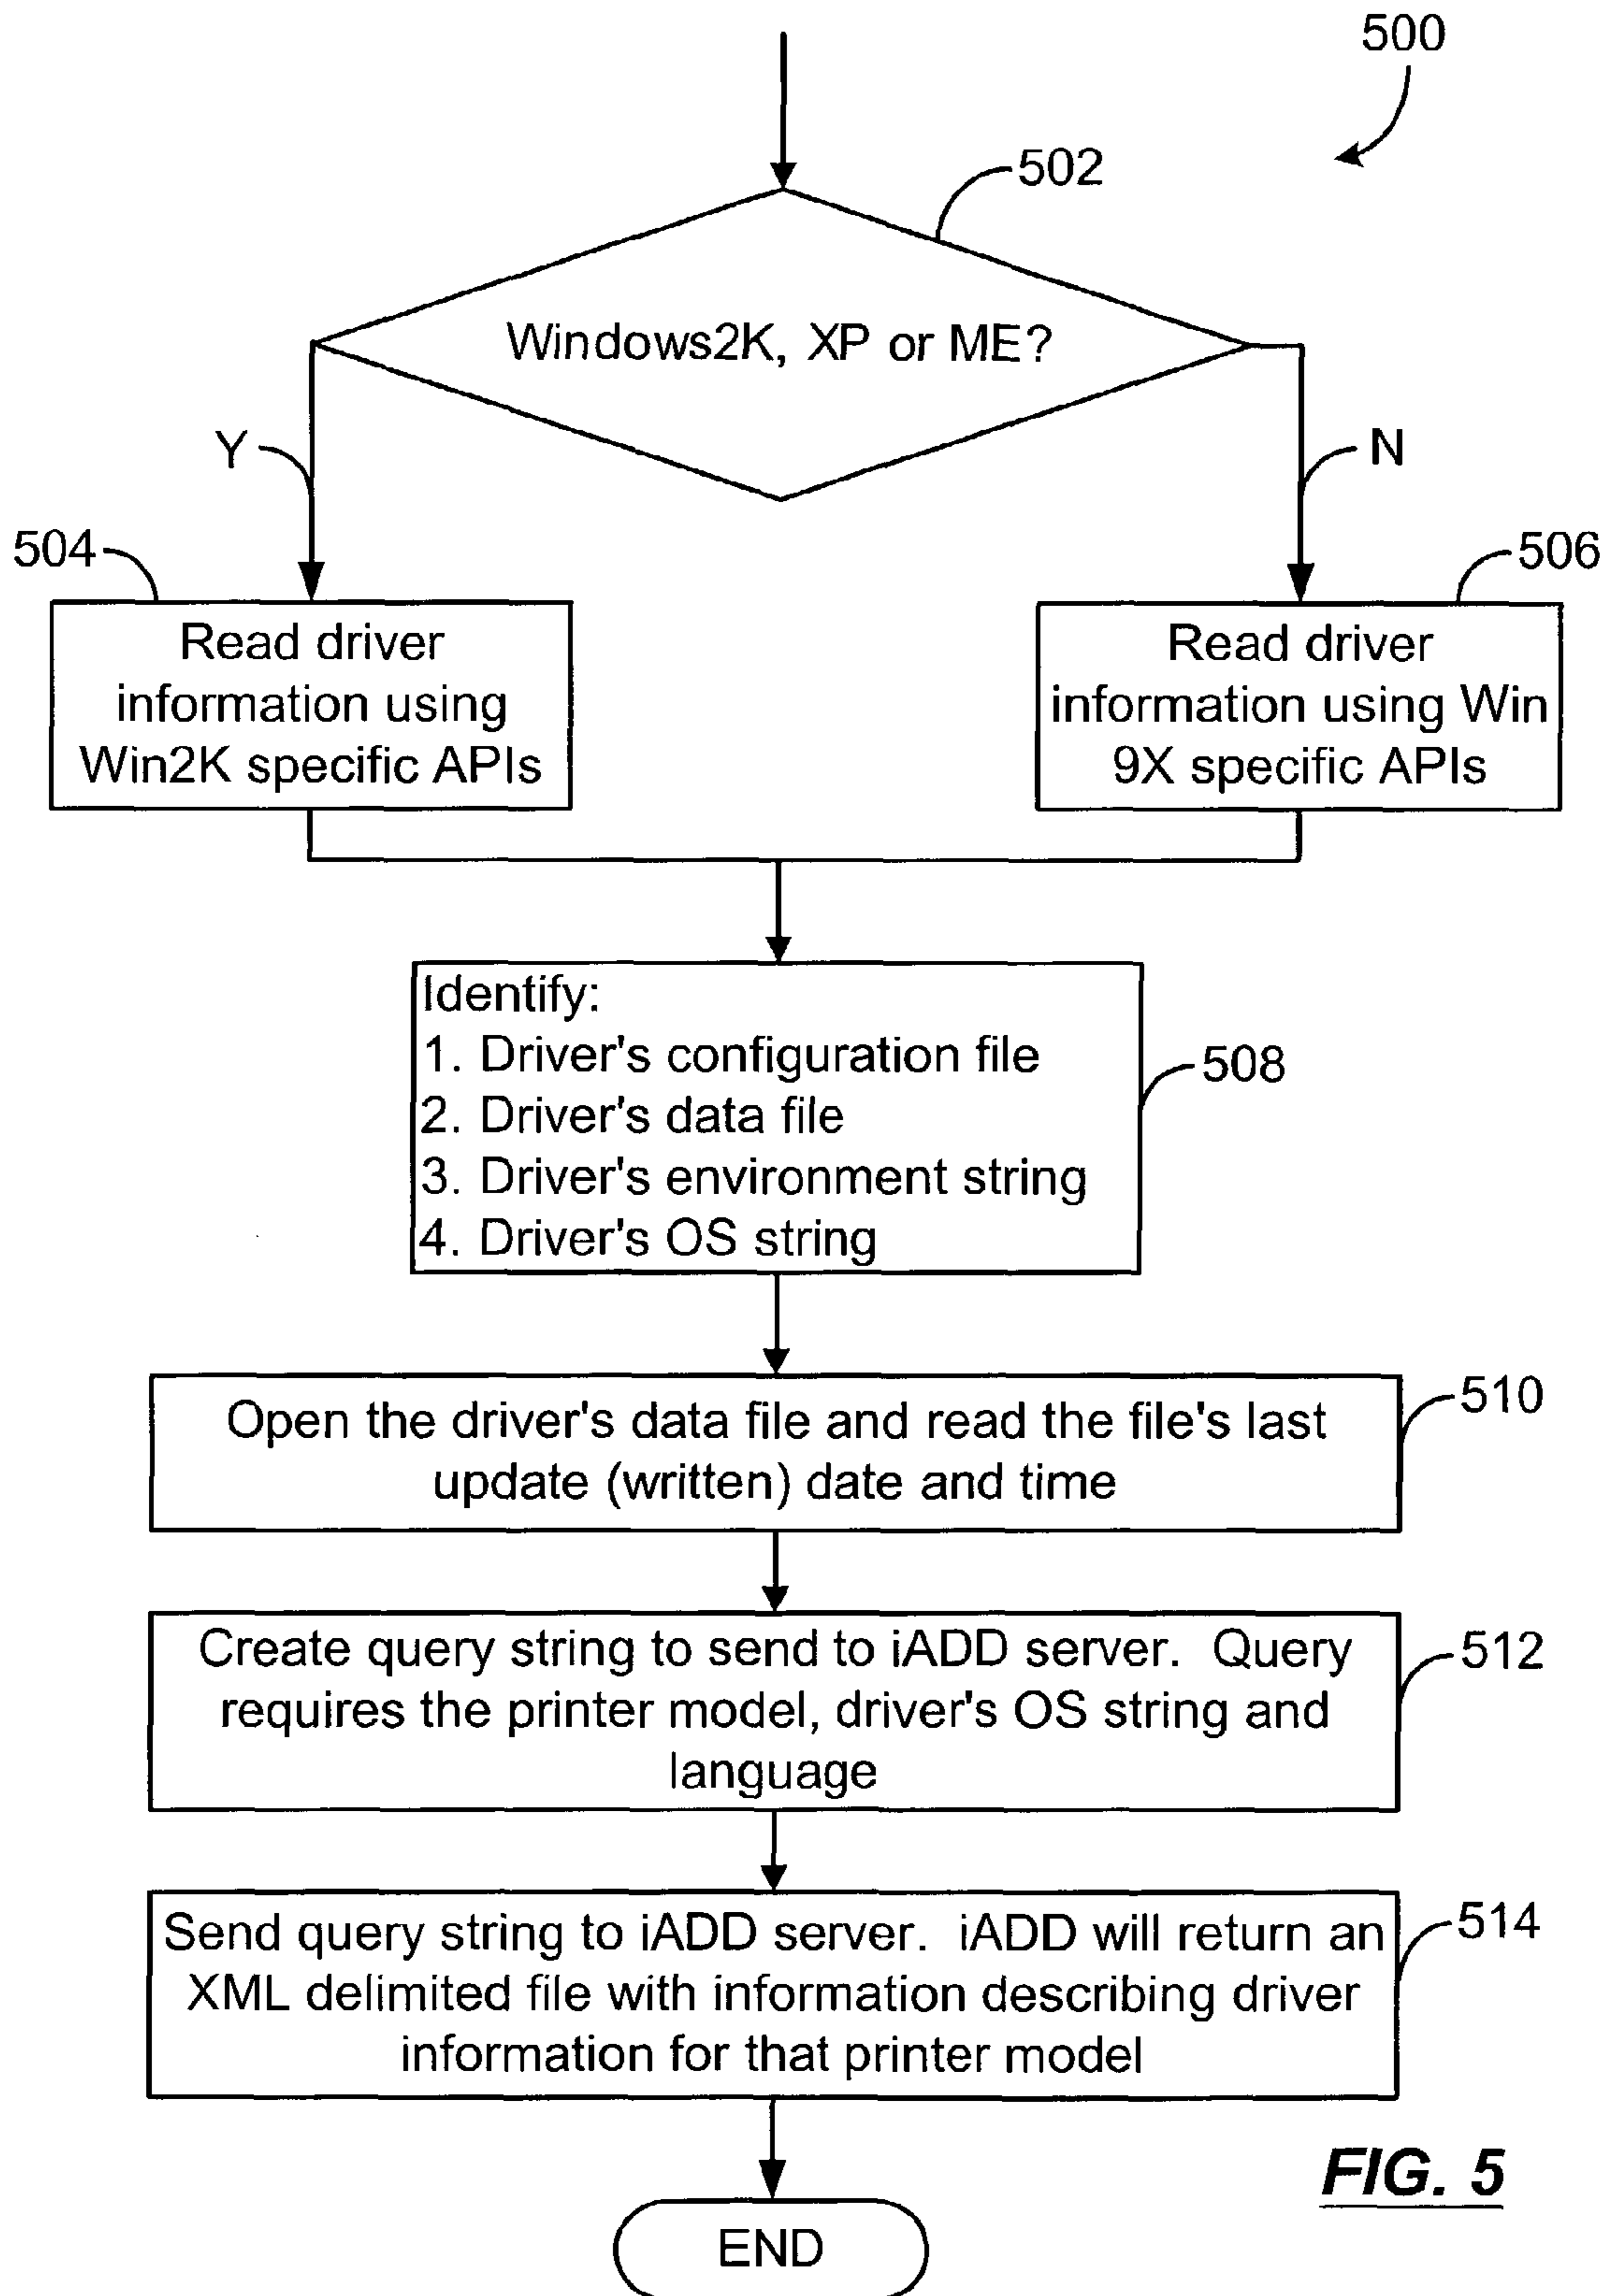 500
502
Windows2K, XP or ME?
Y
N
504
506
Read driver
information using
Win2K specific APIs
Read driver
information using Win
9X specific APIs
Identify:
1. Driver's configuration file
2. Driver's data file
3. Driver's environment string
4. Driver's OS string
508
Open the driver's data file and read the file's last
update (written) date and time
510
Create query string to send to iADD server. Query
requires the printer model, driver's OS string and
language
512
Send query string to iADD server. iADD will return an
XML delimited file with information describing driver
information for that printer model
514
END
FIG. 5